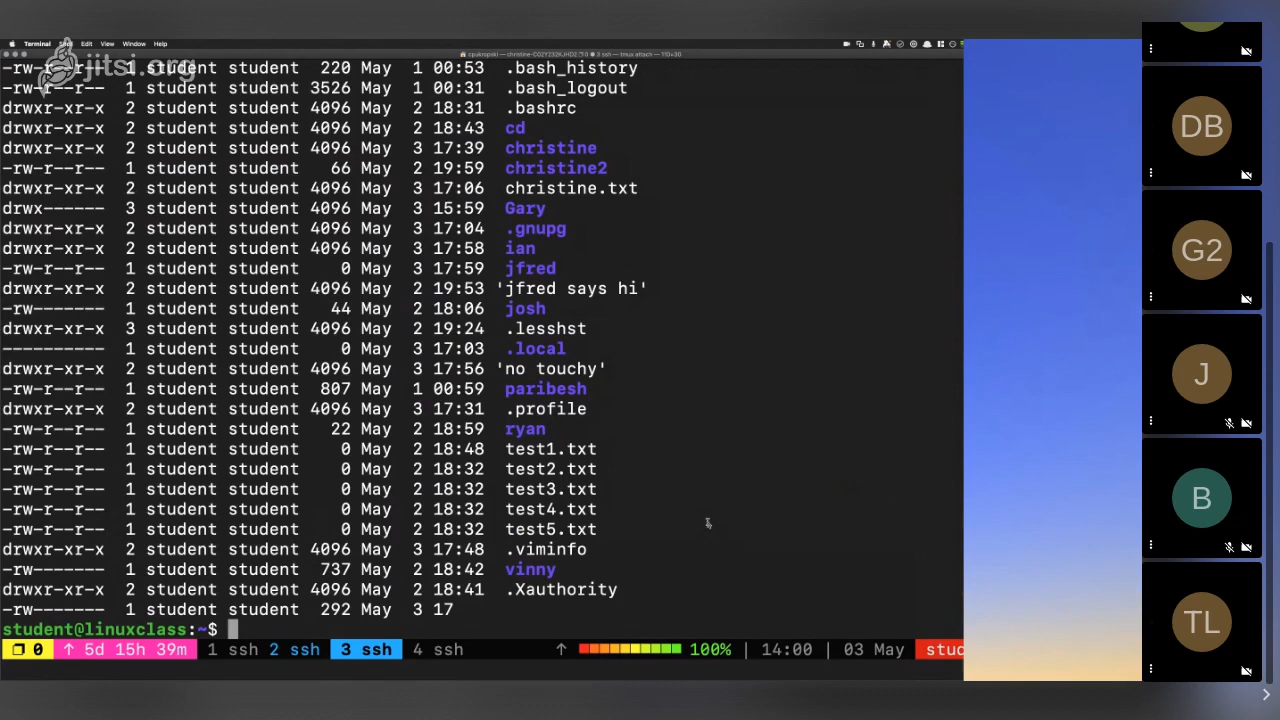 Terminal Edit View Window Help
jitsi.org
cpukropski — christine-C02Y232KJHD2 — 3 ssh — tmux attach — 110×30
-rw-r--r-- 1 student student 220 May 1 00:53 .bash_history
-rw-r--r-- 1 student student 3526 May 1 00:31 .bash_logout
drwxr-xr-x 2 student student 4096 May 2 18:31 .bashrc
drwxr-xr-x 2 student student 4096 May 2 18:43 cd
drwxr-xr-x 2 student student 4096 May 3 17:39 christine
-rw-r--r-- 1 student student 66 May 2 19:59 christine2
drwxr-xr-x 2 student student 4096 May 3 17:06 christine.txt
drwx------ 3 student student 4096 May 3 15:59 Gary
drwxr-xr-x 2 student student 4096 May 3 17:04 .gnupg
drwxr-xr-x 2 student student 4096 May 3 17:58 ian
-rw-r--r-- 1 student student 0 May 3 17:59 jfred
drwxr-xr-x 2 student student 4096 May 2 19:53 'jfred says hi'
-rw------- 1 student student 44 May 2 18:06 josh
drwxr-xr-x 3 student student 4096 May 2 19:24 .lesshst
---------- 1 student student 0 May 3 17:03 .local
drwxr-xr-x 2 student student 4096 May 3 17:56 'no touchy'
-rw-r--r-- 1 student student 807 May 1 00:59 paribesh
drwxr-xr-x 2 student student 4096 May 3 17:31 .profile
-rw-r--r-- 1 student student 22 May 2 18:59 ryan
-rw-r--r-- 1 student student 0 May 2 18:48 test1.txt
-rw-r--r-- 1 student student 0 May 2 18:32 test2.txt
-rw-r--r-- 1 student student 0 May 2 18:32 test3.txt
-rw-r--r-- 1 student student 0 May 2 18:32 test4.txt
-rw-r--r-- 1 student student 0 May 2 18:32 test5.txt
drwxr-xr-x 2 student student 4096 May 3 17:48 .viminfo
-rw------- 1 student student 737 May 2 18:42 vinny
drwxr-xr-x 2 student student 4096 May 2 18:41 .Xauthority
-rw------- 1 student student 292 May 3 17
student@linuxclass:~$
0 ↑ 5d 15h 39m 1 ssh 2 ssh 3 ssh 4 ssh ↑ 100% | 14:00 | 03 May stud
DB
G2
J
B
TL